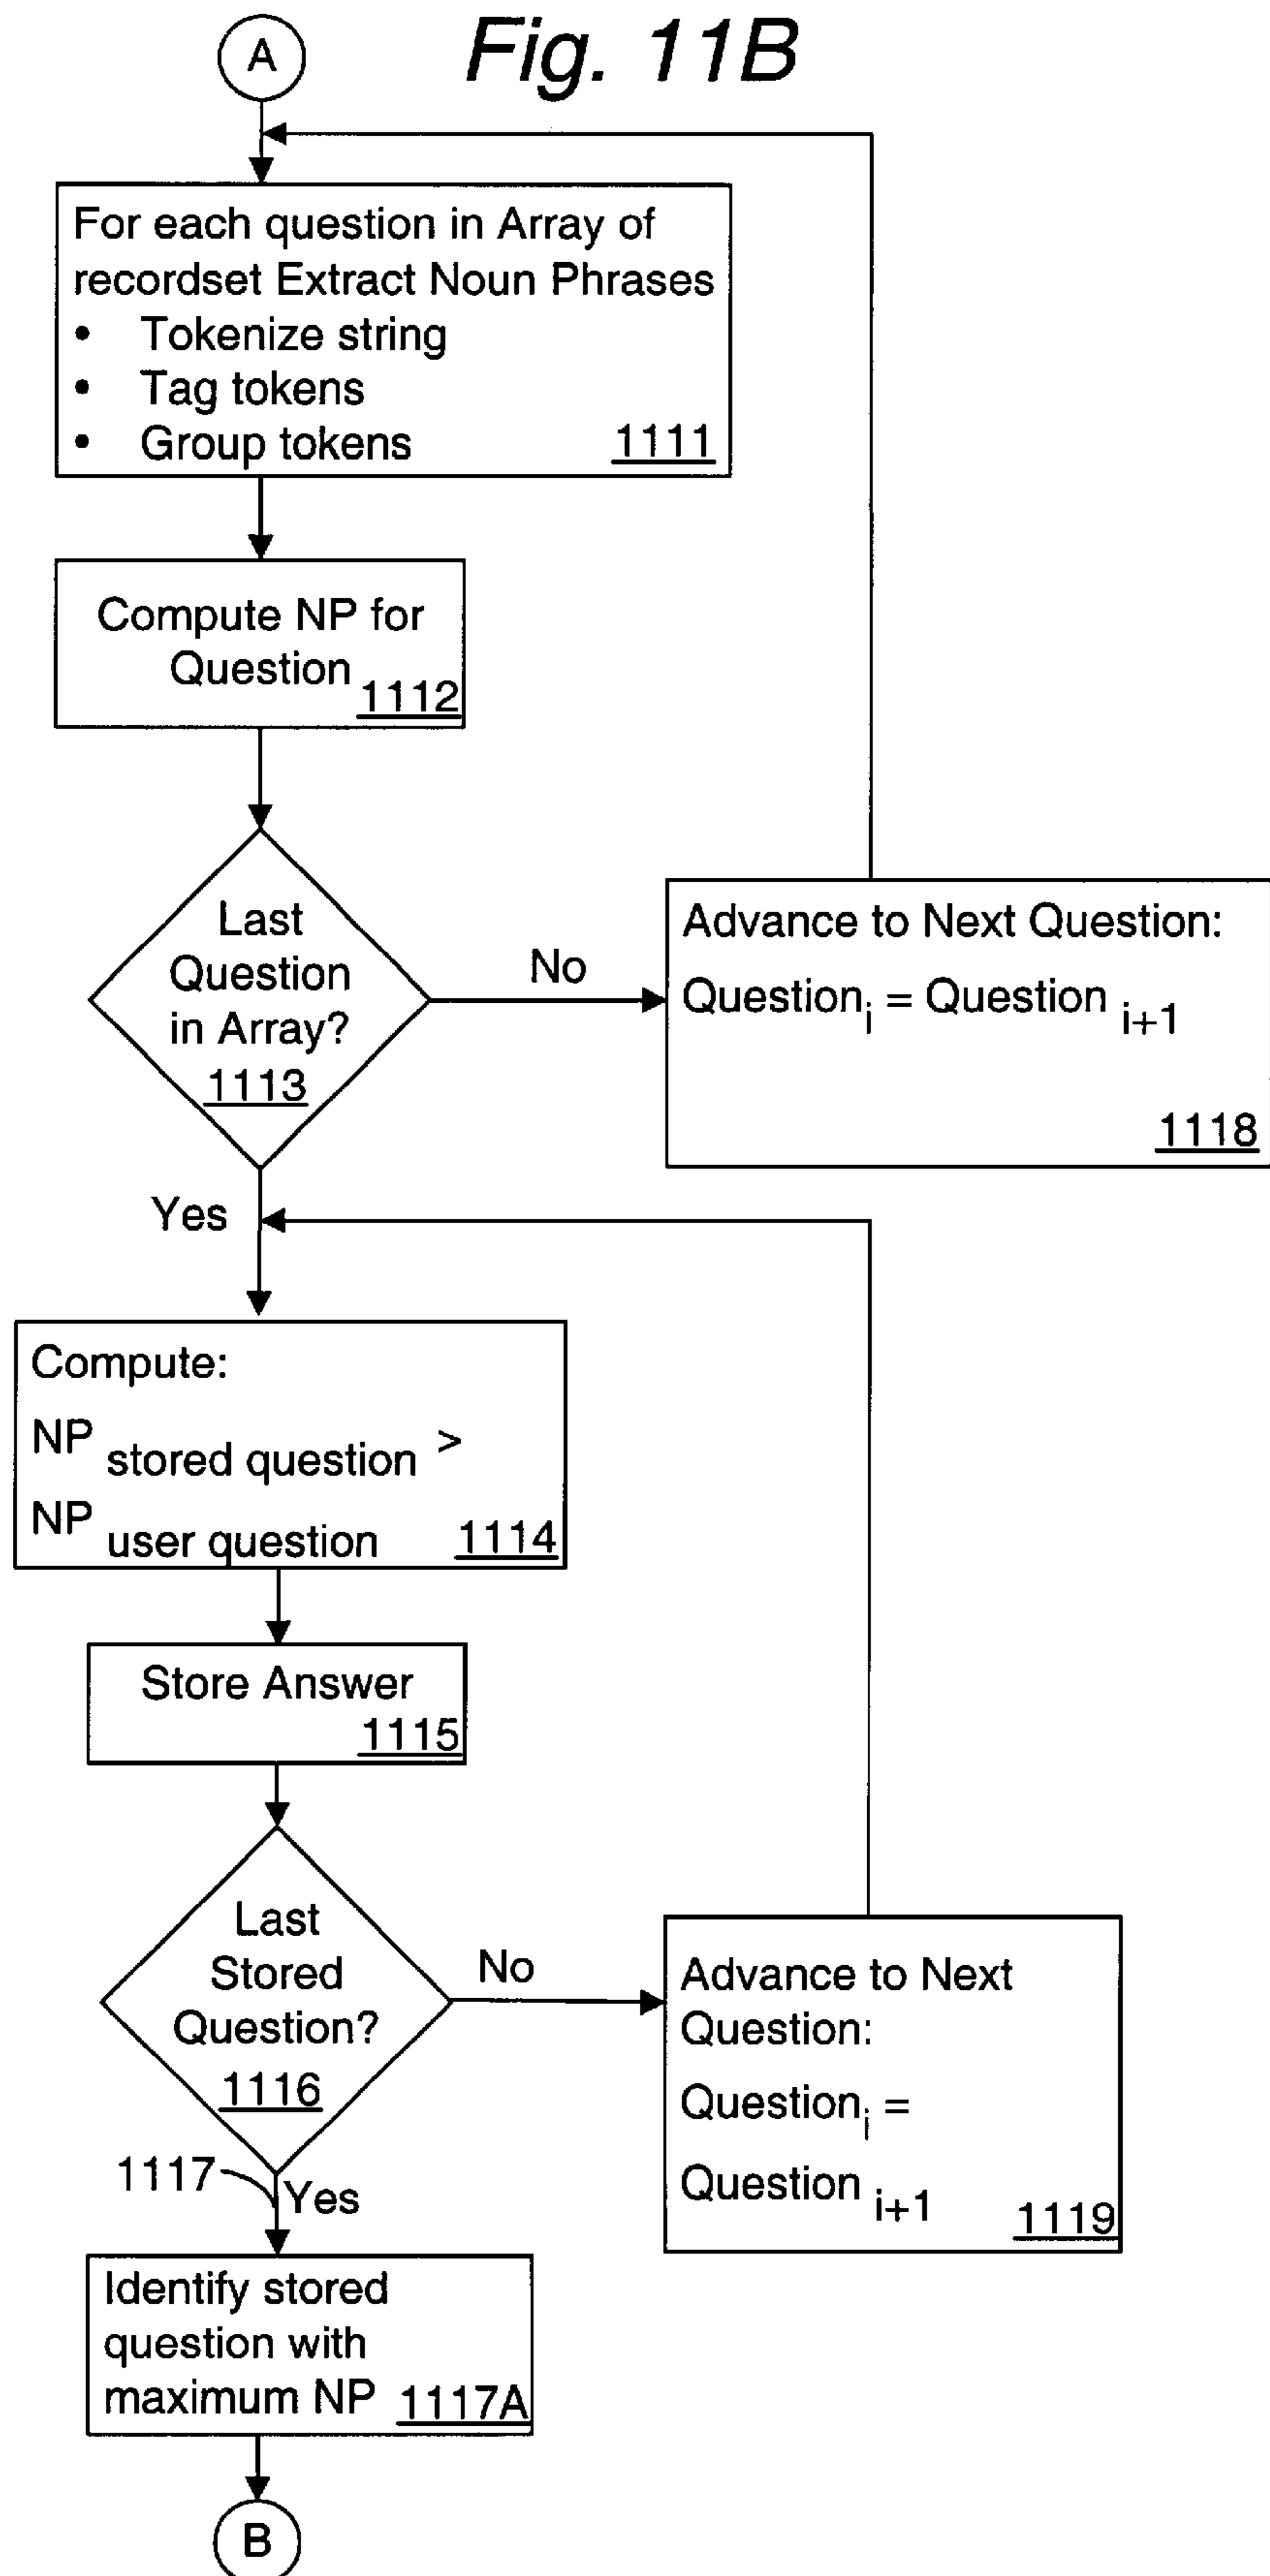 Fig. 11B
A
For each question in Array of
recordset Extract Noun Phrases
• Tokenize string
• Tag tokens
• Group tokens 1111
Compute NP for
Question 1112
Last
Question
in Array?
1113
No
Advance to Next Question:
Question i = Question i+1
1118
Yes
Compute:
NP stored question >
NP user question 1114
Store Answer
1115
Last
Stored
Question?
1116
No
Advance to Next
Question:
Question i =
Question i+1 1119
1117 Yes
Identify stored
question with
maximum NP 1117A
B